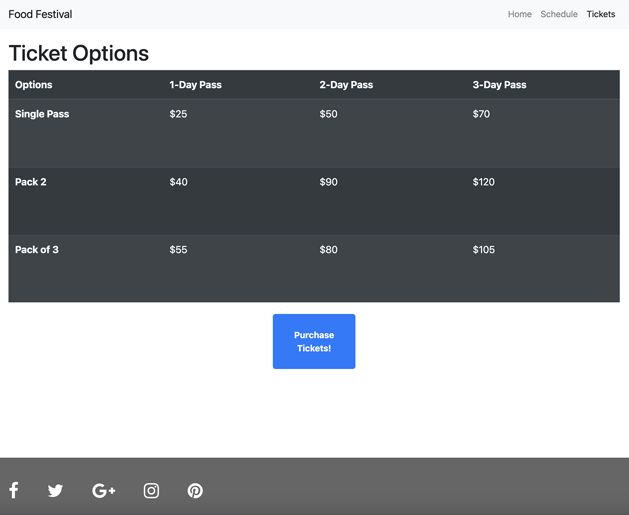 Food Festival Home Schedule Tickets
Ticket Options
Options 1-Day Pass 2-Day Pass 3-Day Pass
Single Pass $25 $50 $70
Pack 2 $40 $90 $120
Pack of 3 $55 $80 $105
Purchase
Tickets!